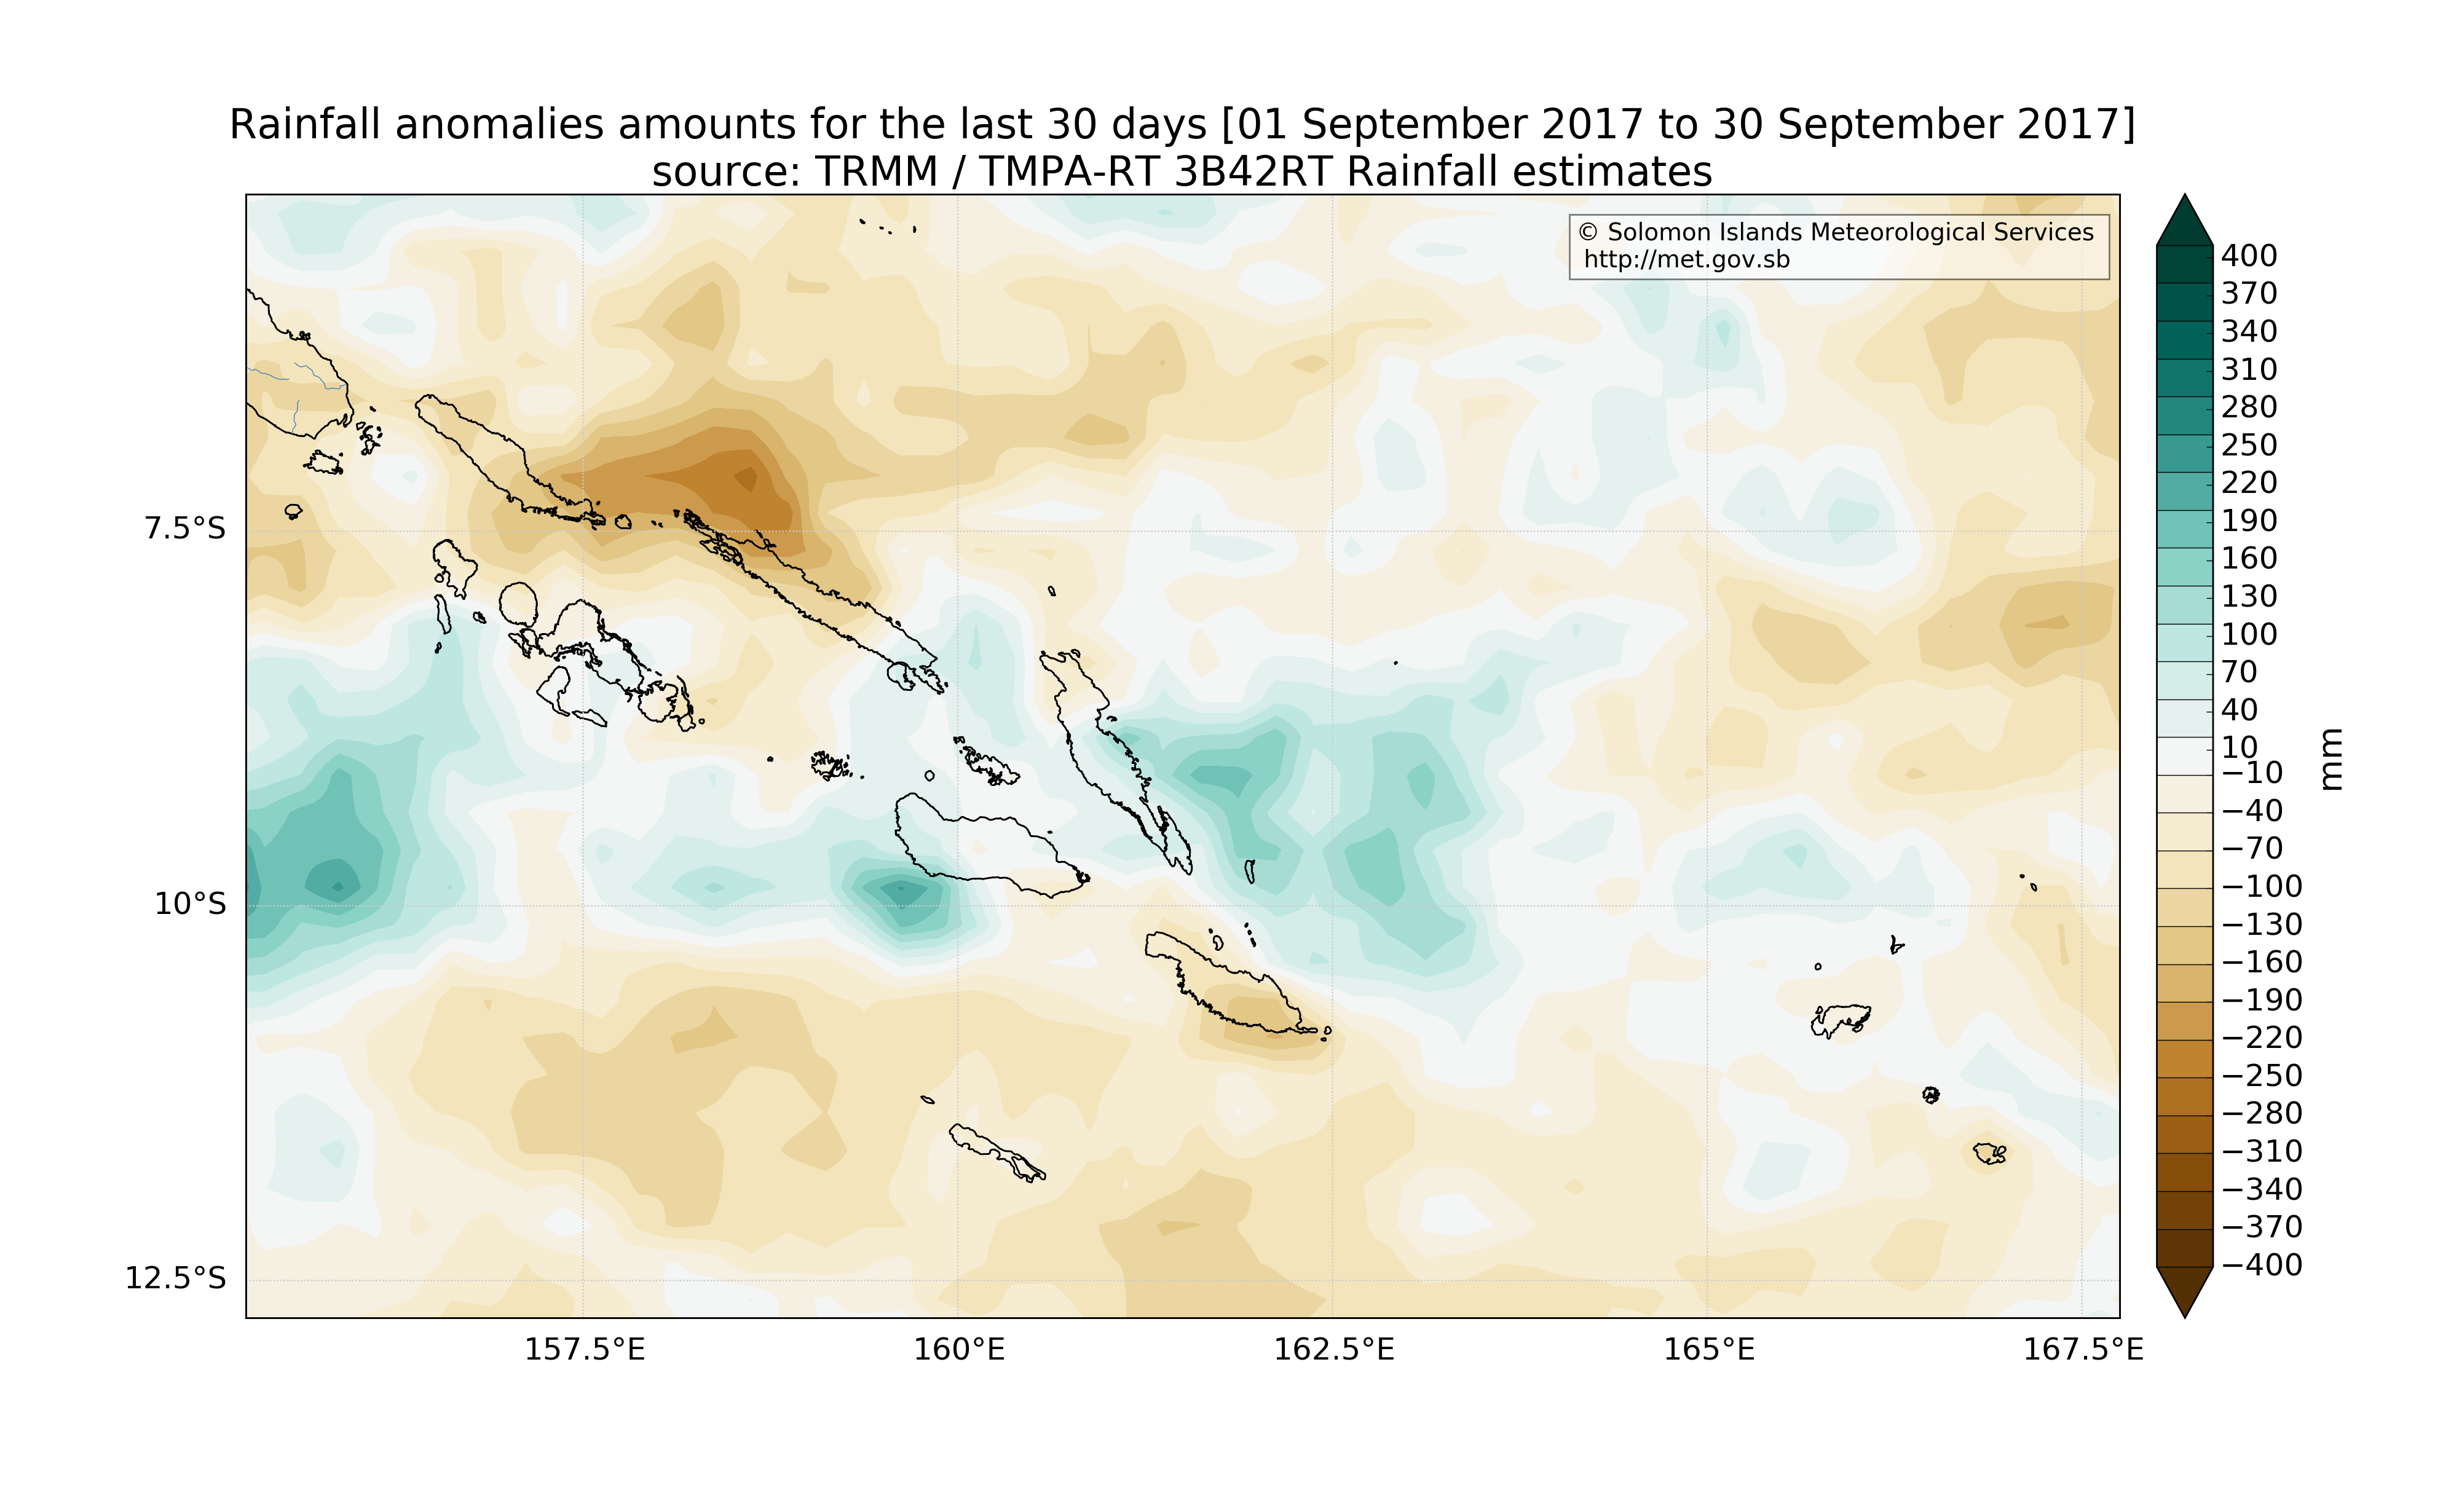 Rainfall anomalies amounts for the last 30 days [01 September 2017 to 30 September 2017]
source: TRMM / TMPA-RT 3B42RT Rainfall estimates
© Solomon Islands Meteorological Services
http://met.gov.sb
7.5°S
10°S
12.5°S
157.5°E
160°E
162.5°E
165°E
167.5°E
400
370
340
310
280
250
220
190
160
130
100
70
40
10
−10
−40
−70
−100
−130
−160
−190
−220
−250
−280
−310
−340
−370
−400
mm